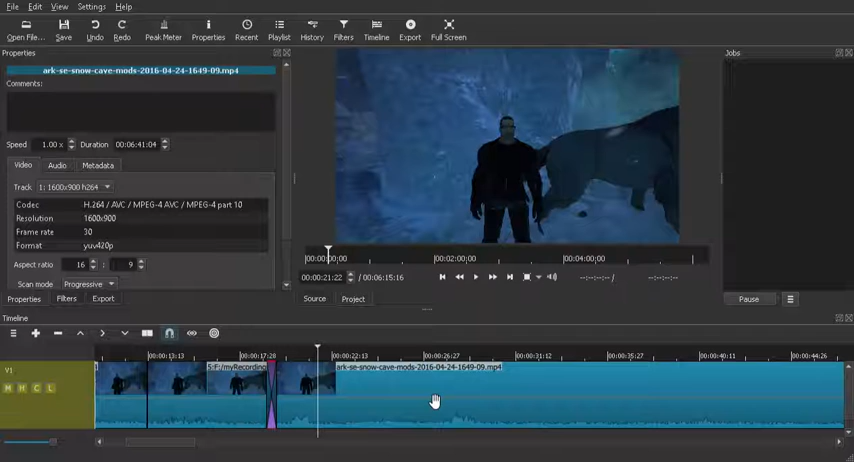 File Edit View Settings Help
Open File... Save Undo Redo Peak Meter Properties Recent Playlist History Filters Timeline Export Full Screen
Properties
ark-se-snow-cave-mods-2016-04-24-1649-09.mp4
Comments:
Speed 1.00 x Duration 00:06:41:04
Video Audio Metadata
Track 1: 1600x900 h264
Codec H.264 / AVC / MPEG-4 AVC / MPEG-4 part 10
Resolution 1600x900
Frame rate 30
Format yuv420p
Aspect ratio 16 : 9
Scan mode Progressive
Properties Filters Export
00:00:00;00 00:02:00;00 00:04:00;00
00:00:21:22 / 00:06:15:16 --:--:--:-- / --:--:--:--
Source Project
Jobs
Pause
Timeline
00:00:13;13 00:00:17;28 00:00:22;13 00:00:26;27 00:00:31;12 00:00:35;27 00:00:40;11 00:00:44;26
V1
M H C L
ark-se-snow-cave-mods-2016-04-24-1649-09.mp4